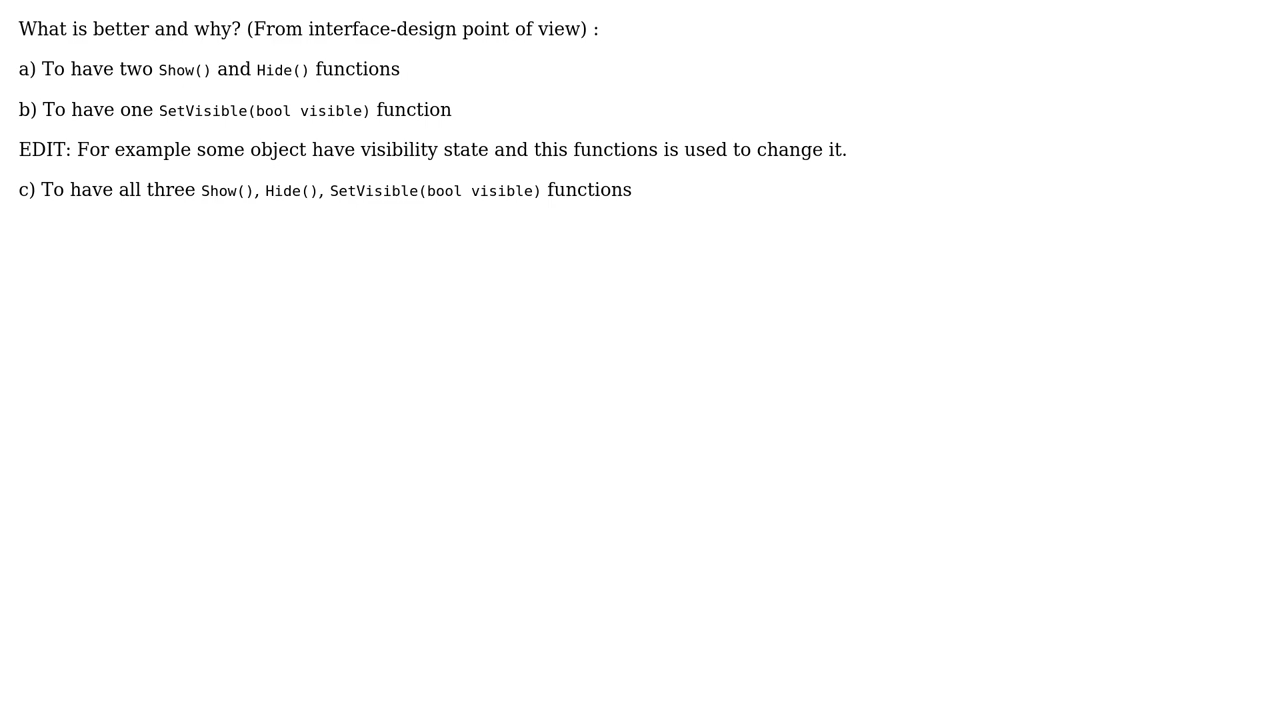 What is better and why? (From interface-design point of view) :
a) To have two Show() and Hide() functions
b) To have one SetVisible(bool visible) function
EDIT: For example some object have visibility state and this functions is used to change it.
c) To have all three Show(), Hide(), SetVisible(bool visible) functions